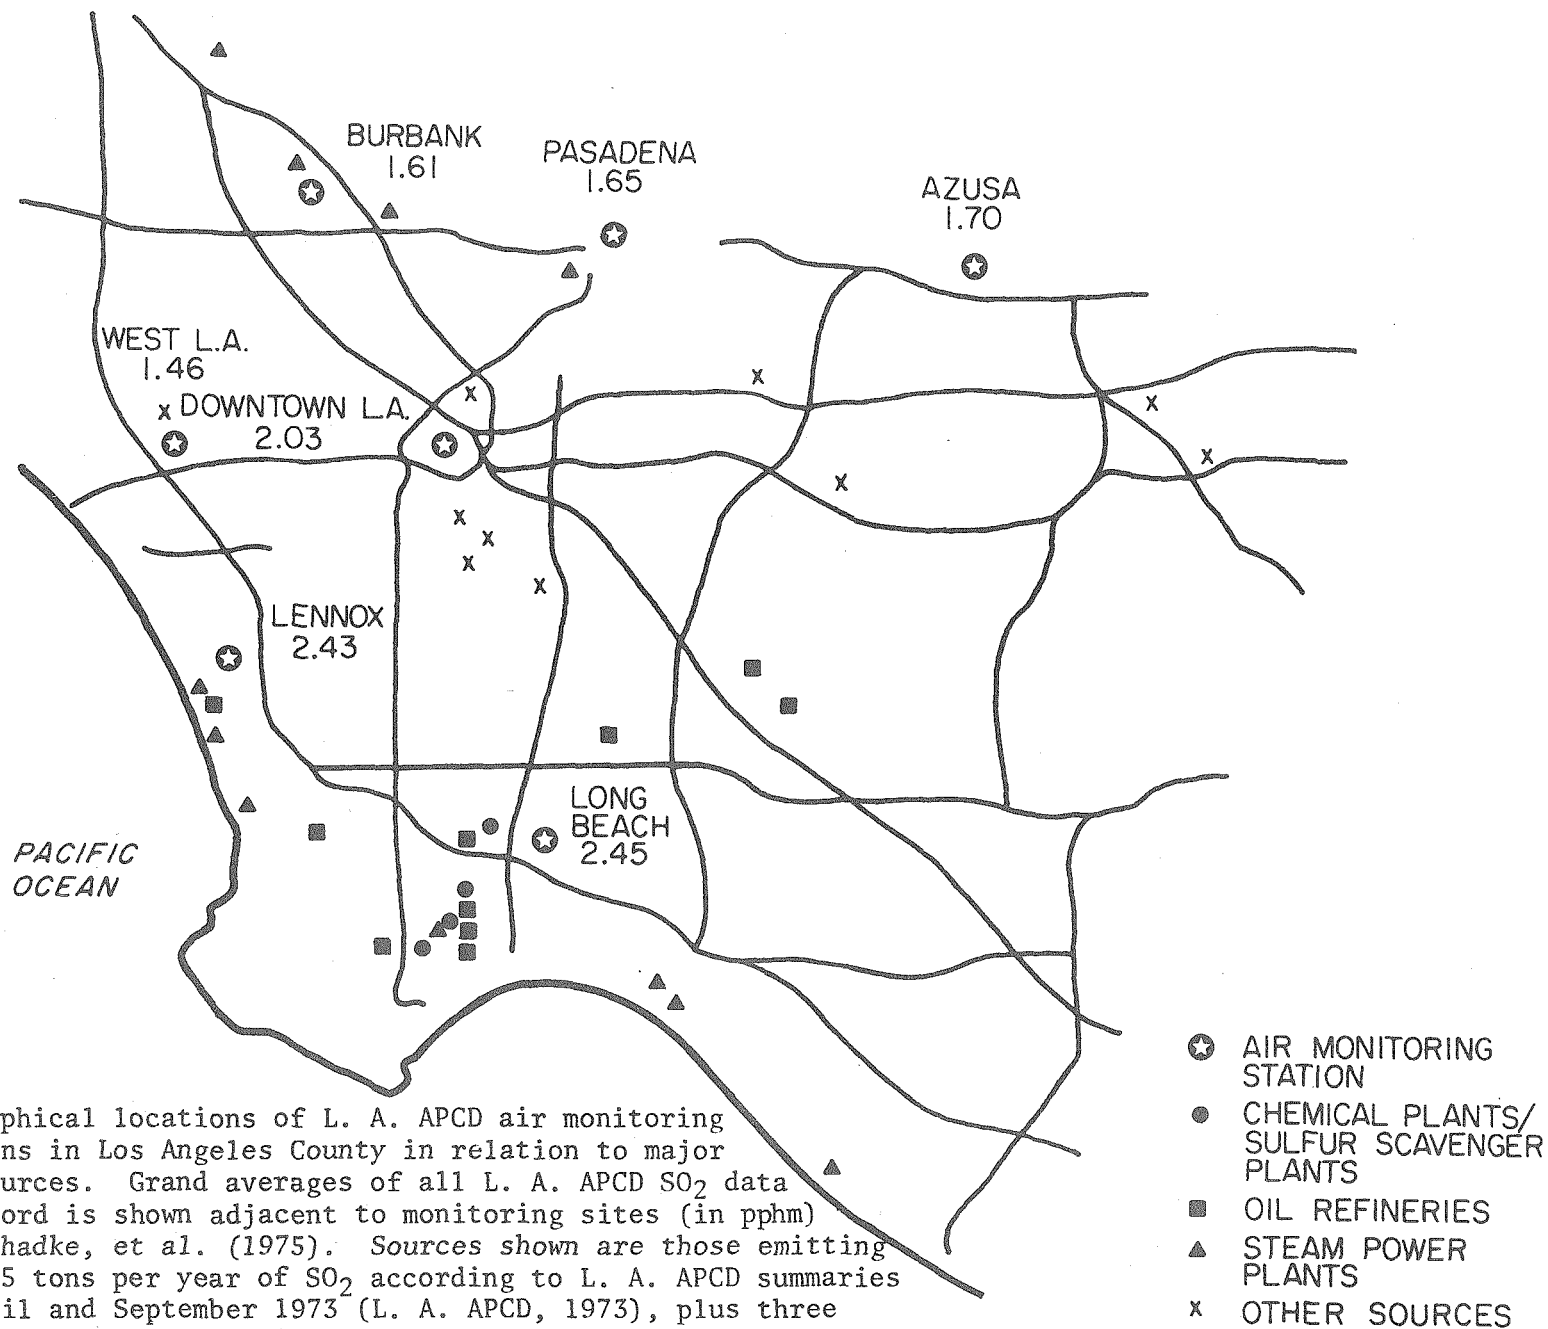 BURBANK
1.61
PASADENA
1.65
AZUSA
1.70
WEST L.A.
1.46
x DOWNTOWN L.A.
2.03
LENNOX
2.43
LONG
BEACH
2.45
PACIFIC
OCEAN
AIR MONITORING
STATION
CHEMICAL PLANTS/
SULFUR SCAVENGER
PLANTS
OIL REFINERIES
STEAM POWER
PLANTS
x OTHER SOURCES
phical locations of L. A. APCD air monitoring
ns in Los Angeles County in relation to major
urces. Grand averages of all L. A. APCD SO2 data
ord is shown adjacent to monitoring sites (in pphm)
hadke, et al. (1975). Sources shown are those emitting
5 tons per year of SO2 according to L. A. APCD summaries
il and September 1973 (L. A. APCD, 1973), plus three